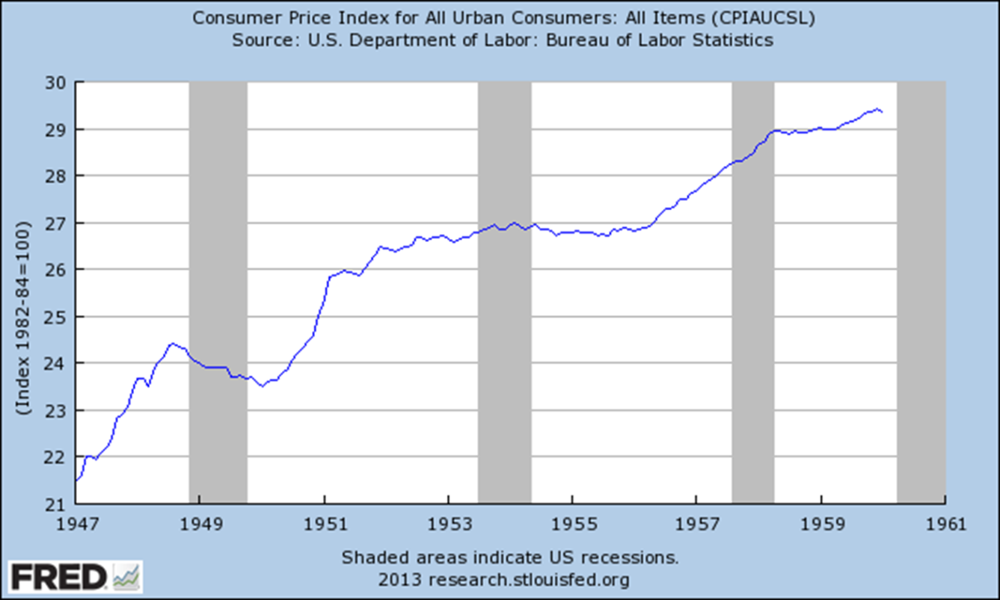 Consumer Price Index for All Urban Consumers: All Items (CPIAUCSL)
Source: U.S. Department of Labor: Bureau of Labor Statistics
(Index 1982-84=100)
30
29
28
27
26
25
24
23
22
21
1947 1949 1951 1953 1955 1957 1959 1961
Shaded areas indicate US recessions.
2013 research.stlouisfed.org
FRED